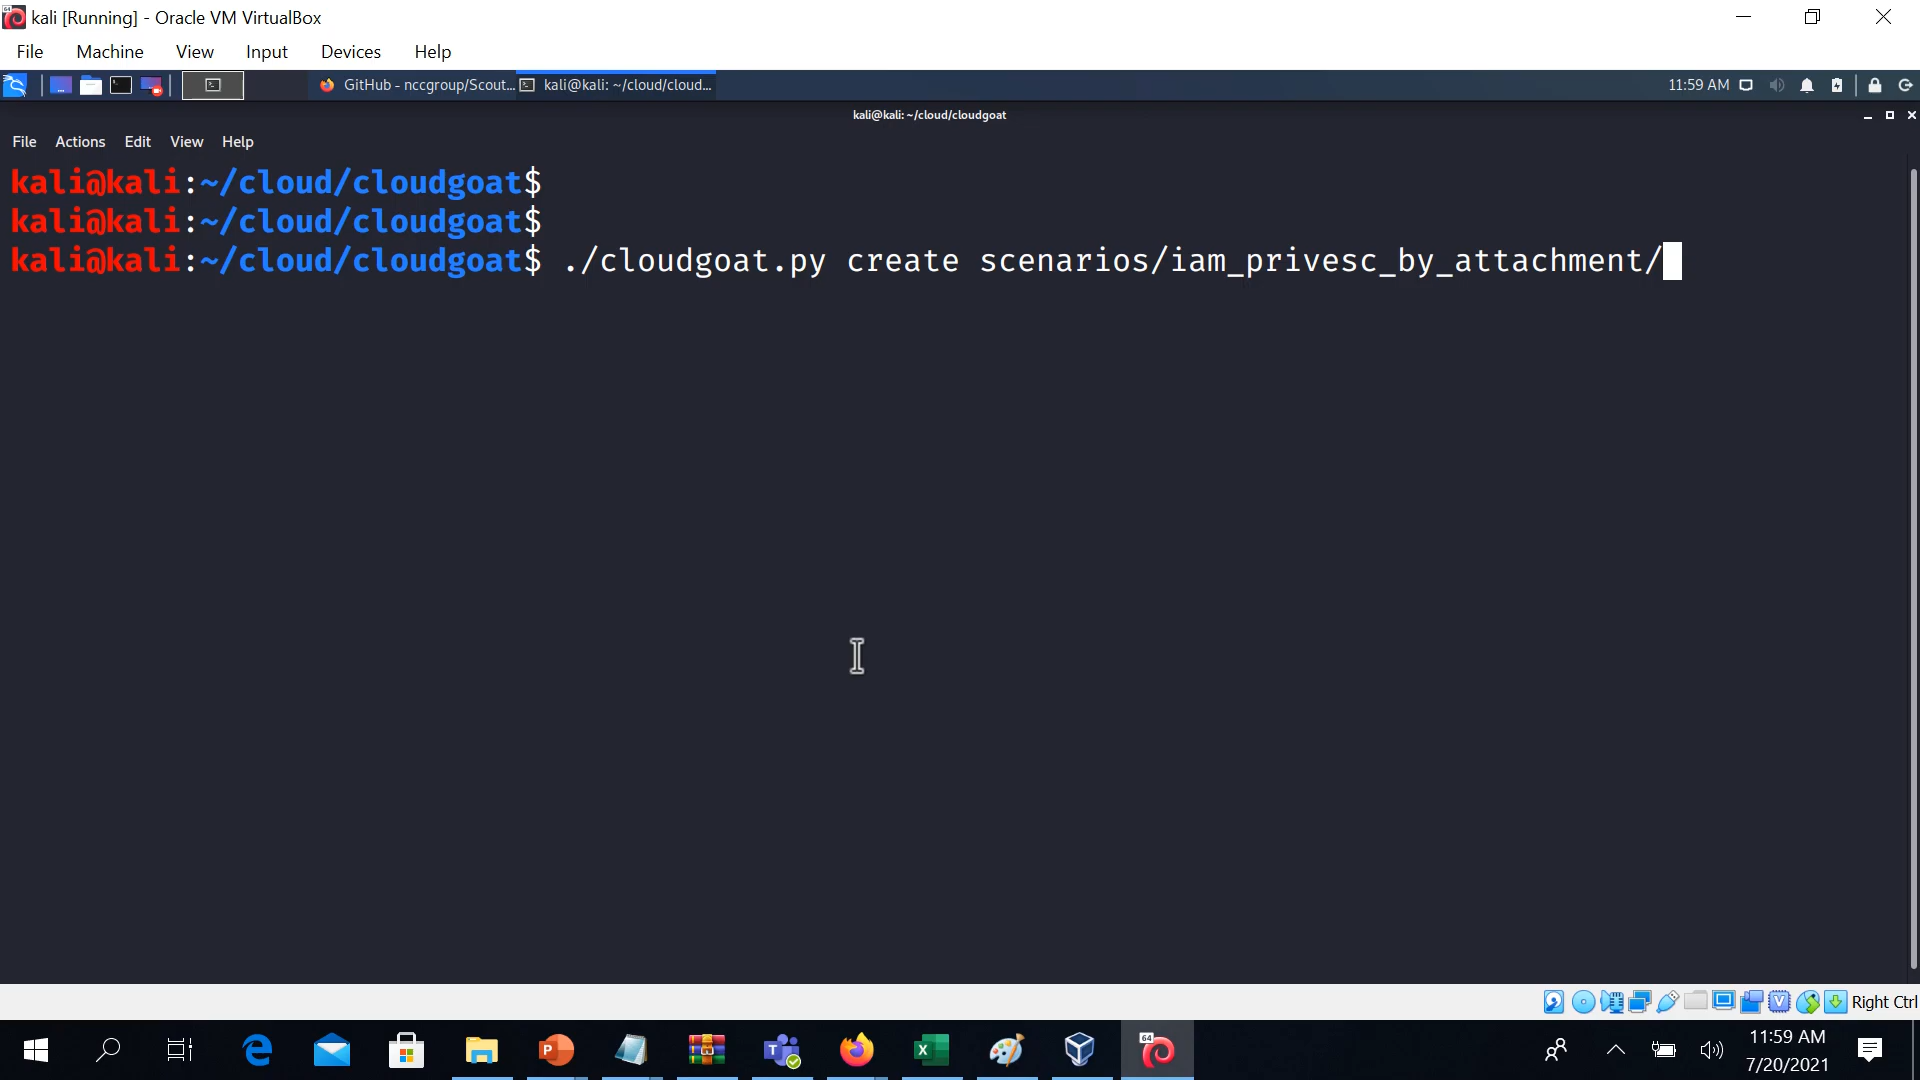 kali [Running] - Oracle VM VirtualBox
File Machine View Input Devices Help
GitHub - nccgroup/Scout... kali@kali: ~/cloud/cloud... 11:59 AM
kali@kali: ~/cloud/cloudgoat
File Actions Edit View Help
kali@kali:~/cloud/cloudgoat$
kali@kali:~/cloud/cloudgoat$
kali@kali:~/cloud/cloudgoat$ ./cloudgoat.py create scenarios/iam_privesc_by_attachment/
Right Ctrl
11:59 AM
7/20/2021